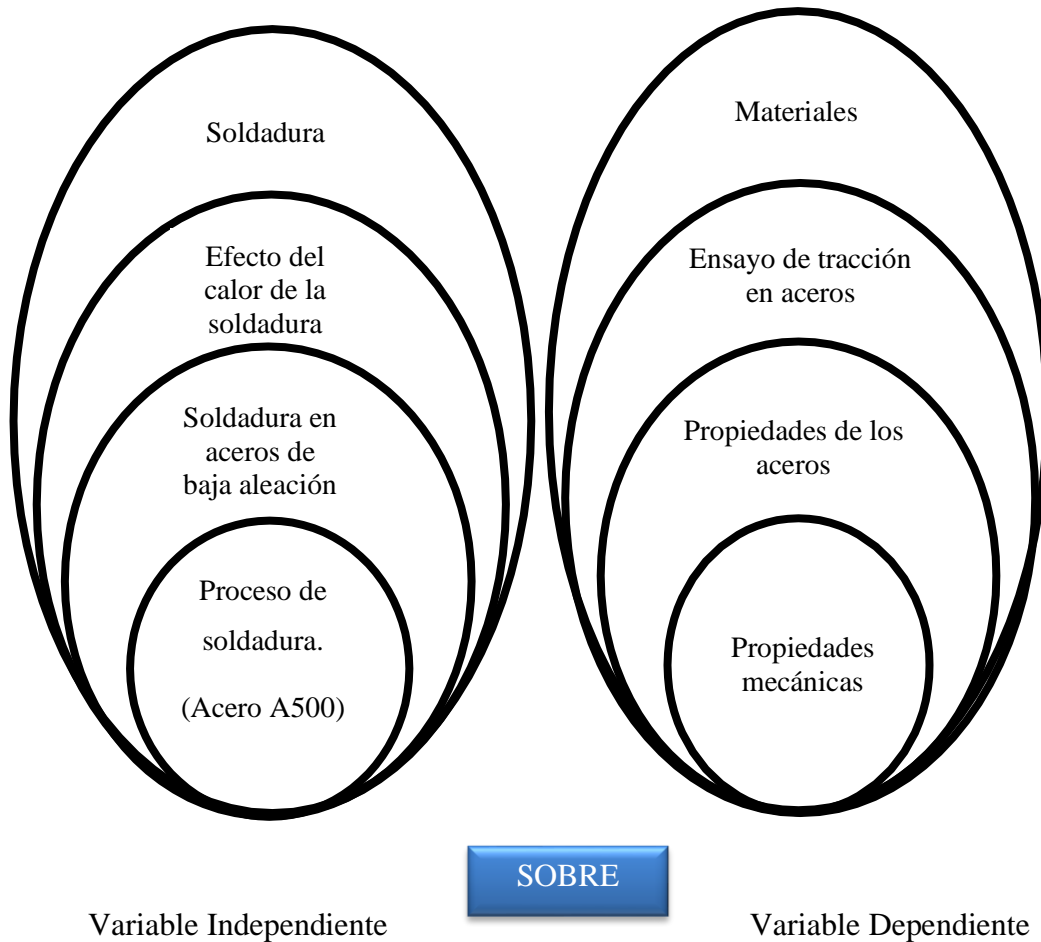 Soldadura
Efecto del
calor de la
soldadura
Soldadura en
aceros de
baja aleación
Proceso de
soldadura.
(Acero A500)
Materiales
Ensayo de tracción
en aceros
Propiedades de los
aceros
Propiedades
mecánicas
SOBRE
Variable Independiente
Variable Dependiente